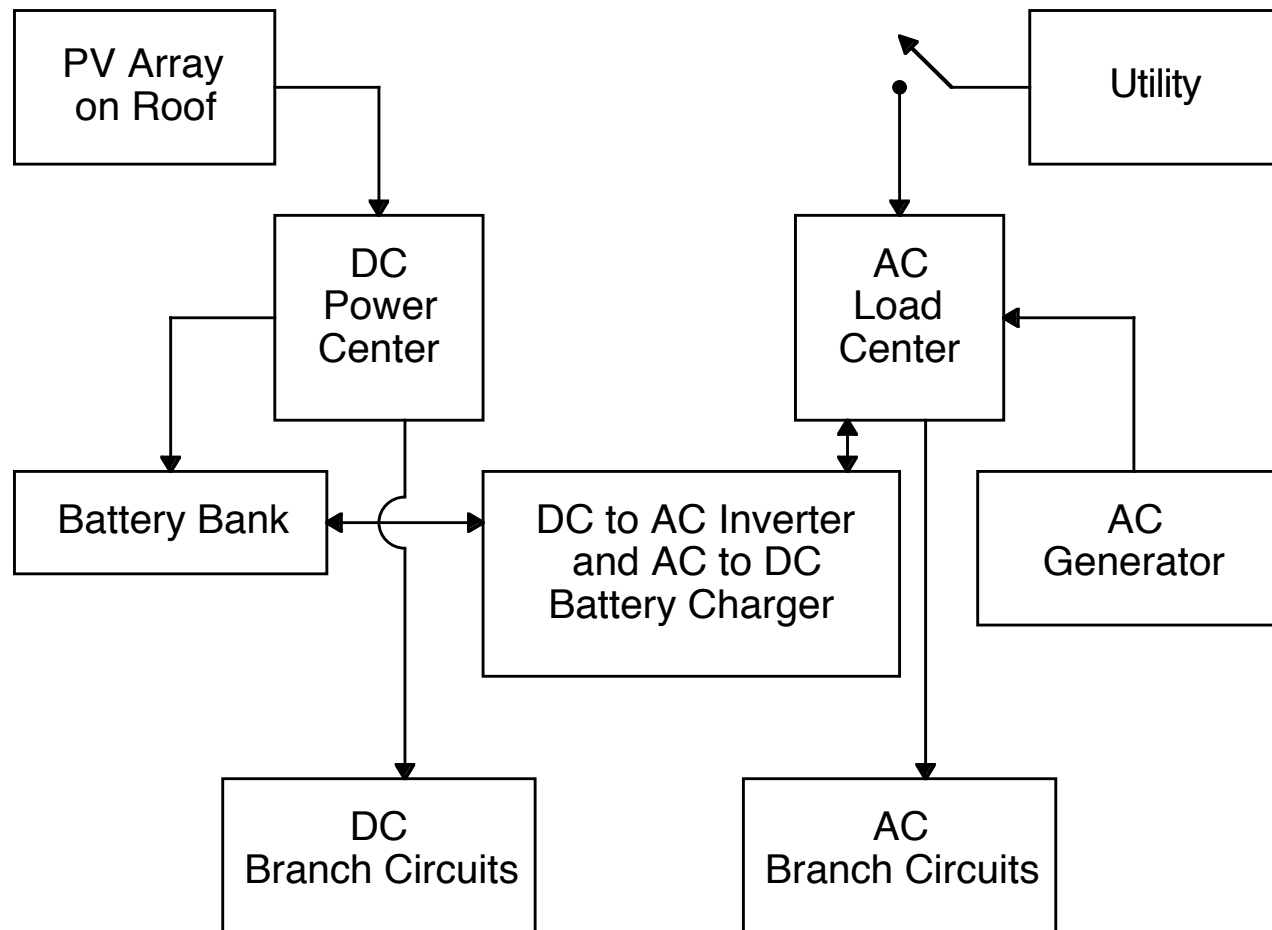 PV Array
on Roof
Utility
DC
Power
Center
AC
Load
Center
Battery Bank
DC to AC Inverter
and AC to DC
Battery Charger
AC
Generator
DC
Branch Circuits
AC
Branch Circuits